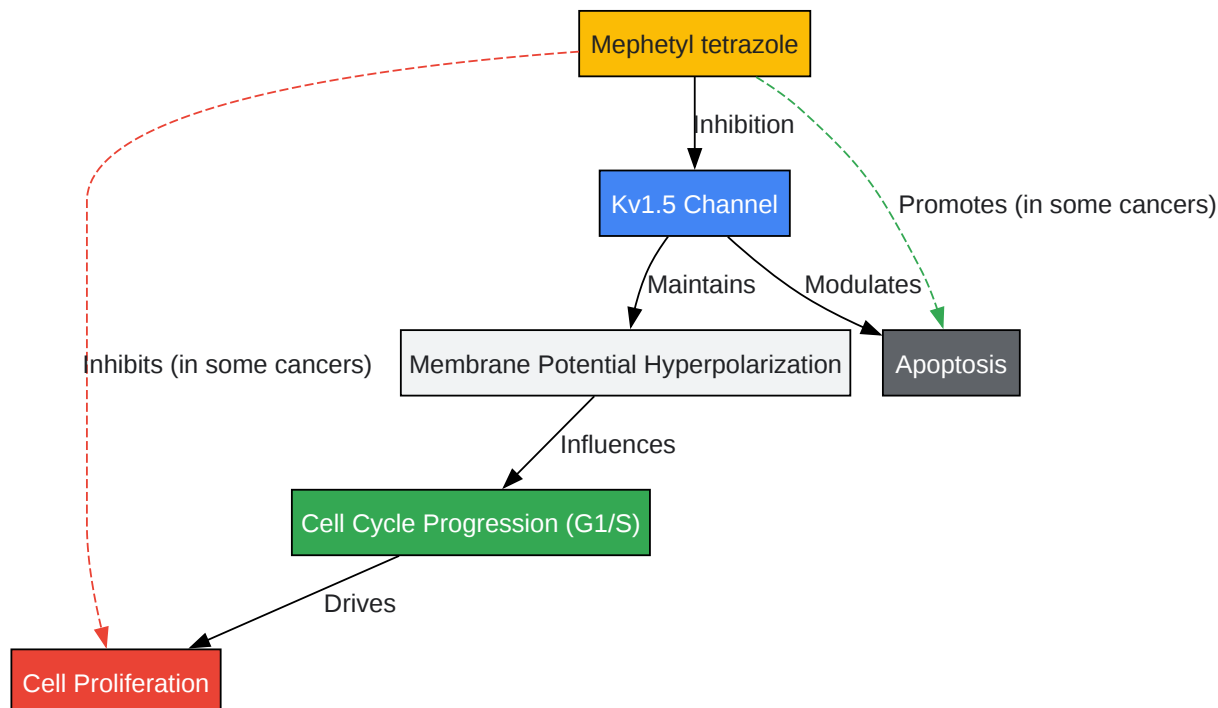 Mephetyl tetrazole
Inhibition
Kv1.5 Channel
Promotes (in some cancers)
Maintains
Modulates
Inhibits (in some cancers)
Membrane Potential Hyperpolarization
Apoptosis
Influences
Cell Cycle Progression (G1/S)
Drives
Cell Proliferation